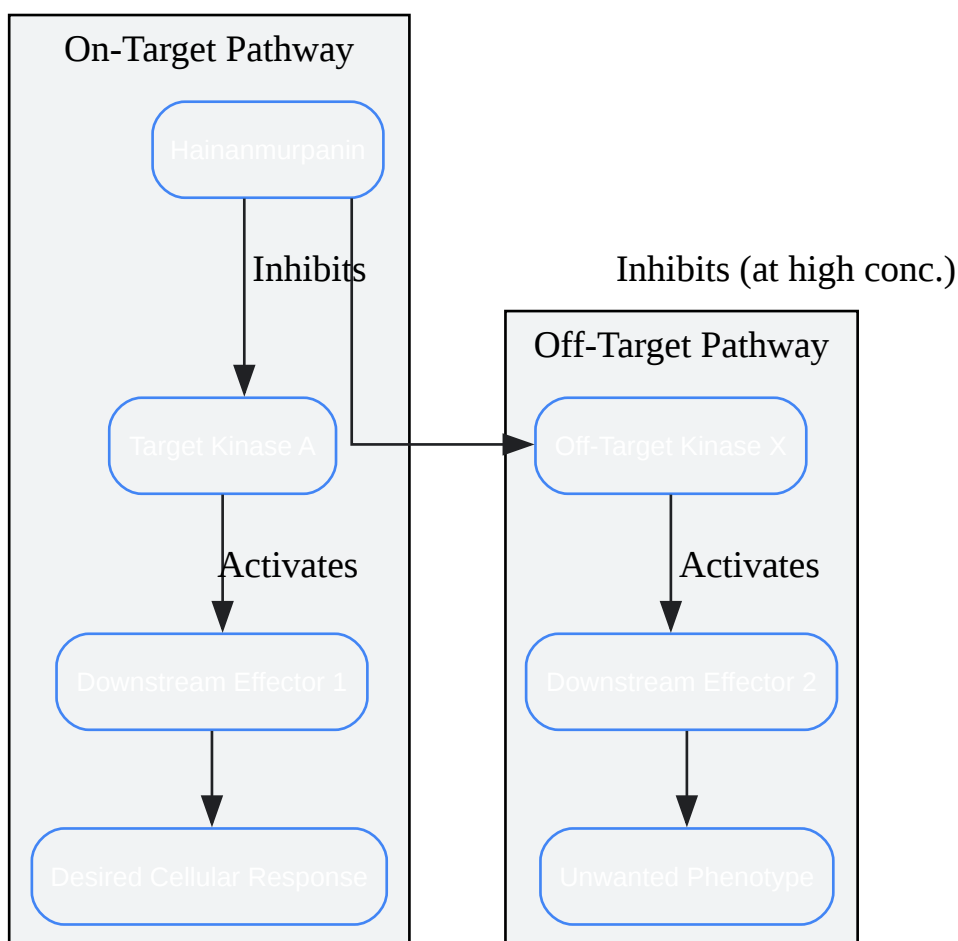 On-Target Pathway
Hainanmurpanin
Inhibits
Inhibits (at high conc.)
Off-Target Pathway
Target Kinase A
Off-Target Kinase X
Activates
Activates
Downstream Effector 1
Downstream Effector 2
Desired Cellular Response
Unwanted Phenotype